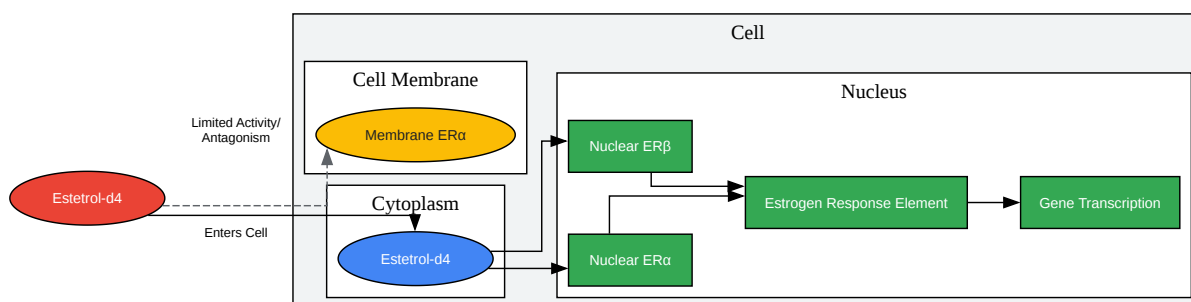 Cell
Cell Membrane
Nucleus
Limited Activity/
Antagonism
Membrane ERα
Nuclear ERβ
Estetrol-d4
Cytoplasm
Estrogen Response Element
Gene Transcription
Enters Cell
Estetrol-d4
Nuclear ERα